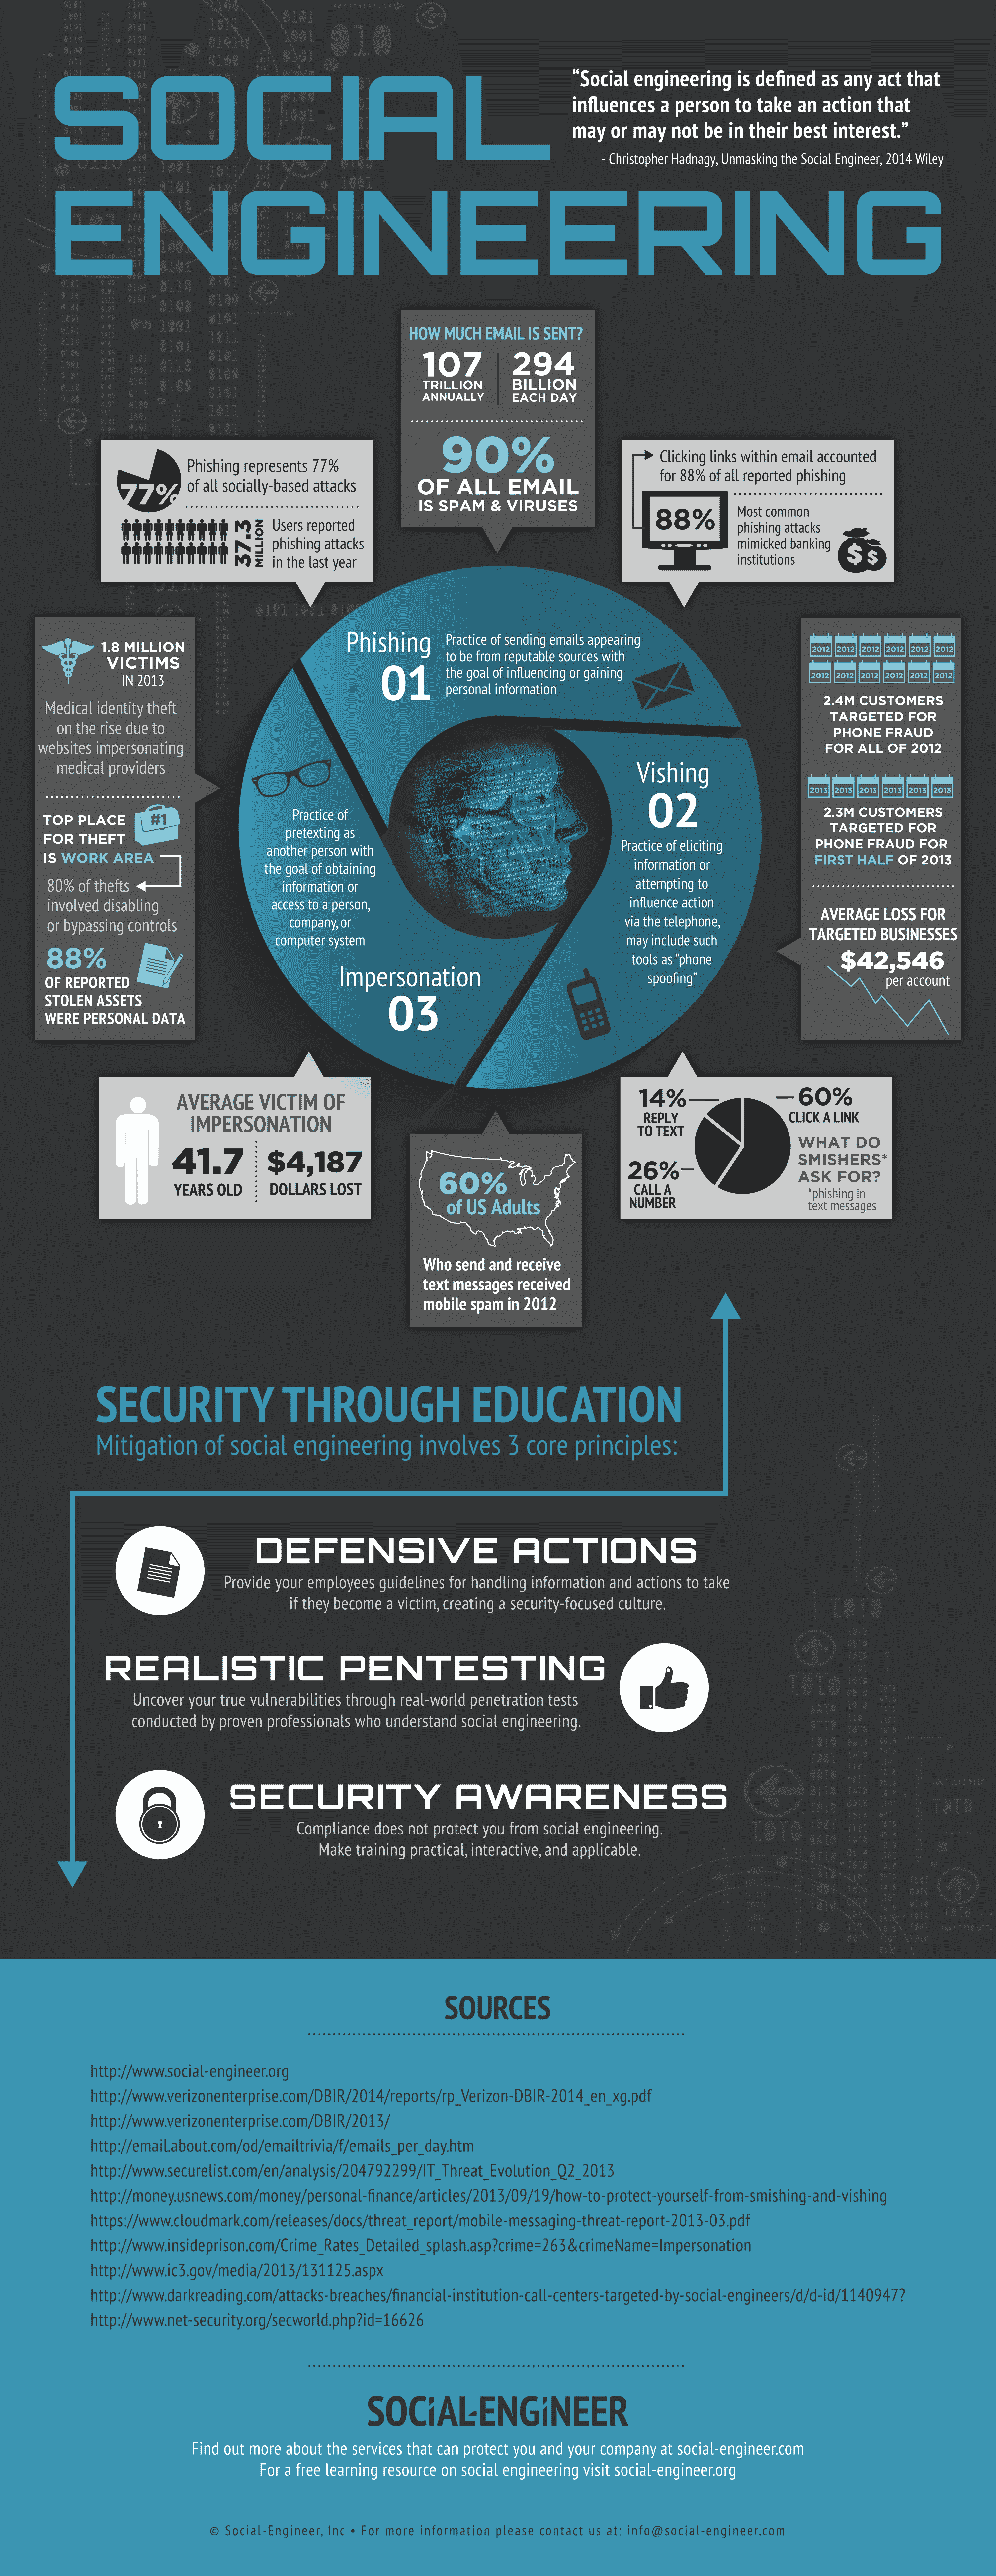 SOCIAL
ENGINEERING
“Social engineering is defined as any act that
influences a person to take an action that
may or may not be in their best interest.”
- Christopher Hadnagy, Unmasking the Social Engineer, 2014 Wiley
HOW MUCH EMAIL IS SENT?
107
TRILLION
ANNUALLY
294
BILLION
EACH DAY
90%
OF ALL EMAIL
IS SPAM & VIRUSES
77%
Phishing represents 77%
of all socially-based attacks
37.3
MILLION
Users reported
phishing attacks
in the last year
Clicking links within email accounted
for 88% of all reported phishing
88%
Most common
phishing attacks
mimicked banking
institutions
$ $
Phishing
01
Practice of sending emails appearing
to be from reputable sources with
the goal of influencing or gaining
personal information
Vishing
02
Practice of eliciting
information or
attempting to
influence action
via the telephone,
may include such
tools as "phone
spoofing"
Practice of
pretexting as
another person with
the goal of obtaining
information or
access to a person,
company, or
computer system
Impersonation
03
1.8 MILLION
VICTIMS
IN 2013
Medical identity theft
on the rise due to
websites impersonating
medical providers
TOP PLACE
FOR THEFT
IS WORK AREA
#1
80% of thefts
involved disabling
or bypassing controls
88%
OF REPORTED
STOLEN ASSETS
WERE PERSONAL DATA
2012 2012 2012 2012 2012 2012
2012 2012 2012 2012 2012 2012
2.4M CUSTOMERS
TARGETED FOR
PHONE FRAUD
FOR ALL OF 2012
2013 2013 2013 2013 2013 2013
2.3M CUSTOMERS
TARGETED FOR
PHONE FRAUD FOR
FIRST HALF OF 2013
AVERAGE LOSS FOR
TARGETED BUSINESSES
$42,546
per account
AVERAGE VICTIM OF
IMPERSONATION
41.7
YEARS OLD
$4,187
DOLLARS LOST
60%
of US Adults
Who send and receive
text messages received
mobile spam in 2012
14%
REPLY
TO TEXT
26%
CALL A
NUMBER
60%
CLICK A LINK
WHAT DO
SMISHERS*
ASK FOR?
*phishing in
text messages
SECURITY THROUGH EDUCATION
Mitigation of social engineering involves 3 core principles:
DEFENSIVE ACTIONS
Provide your employees guidelines for handling information and actions to take
if they become a victim, creating a security-focused culture.
REALISTIC PENTESTING
Uncover your true vulnerabilities through real-world penetration tests
conducted by proven professionals who understand social engineering.
SECURITY AWARENESS
Compliance does not protect you from social engineering.
Make training practical, interactive, and applicable.
SOURCES
http://www.social-engineer.org
http://www.verizonenterprise.com/DBIR/2014/reports/rp_Verizon-DBIR-2014_en_xg.pdf
http://www.verizonenterprise.com/DBIR/2013/
http://email.about.com/od/emailtrivia/f/emails_per_day.htm
http://www.securelist.com/en/analysis/204792299/IT_Threat_Evolution_Q2_2013
http://money.usnews.com/money/personal-finance/articles/2013/09/19/how-to-protect-yourself-from-smishing-and-vishing
https://www.cloudmark.com/releases/docs/threat_report/mobile-messaging-threat-report-2013-03.pdf
http://www.insideprison.com/Crime_Rates_Detailed_splash.asp?crime=263&crimeName=Impersonation
http://www.ic3.gov/media/2013/131125.aspx
http://www.darkreading.com/attacks-breaches/financial-institution-call-centers-targeted-by-social-engineers/d/d-id/1140947?
http://www.net-security.org/secworld.php?id=16626
SOCiAL-ENGiNEER
Find out more about the services that can protect you and your company at social-engineer.com
For a free learning resource on social engineering visit social-engineer.org
© Social-Engineer, Inc • For more information please contact us at: info@social-engineer.com